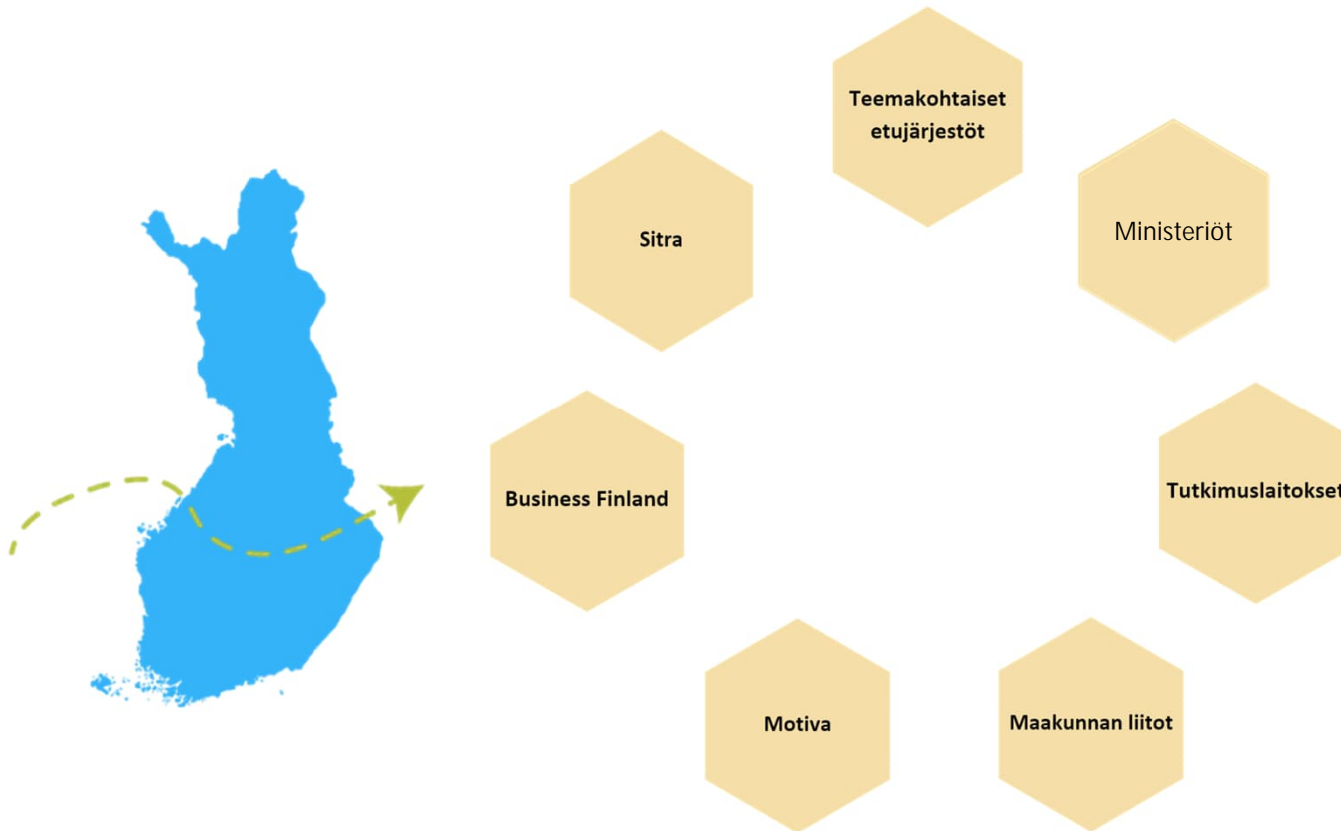 Teemakohtaiset
etujärjestöt
Sitra
Ministeriöt
Business Finland
Tutkimuslaitokset
Motiva
Maakunnan liitot